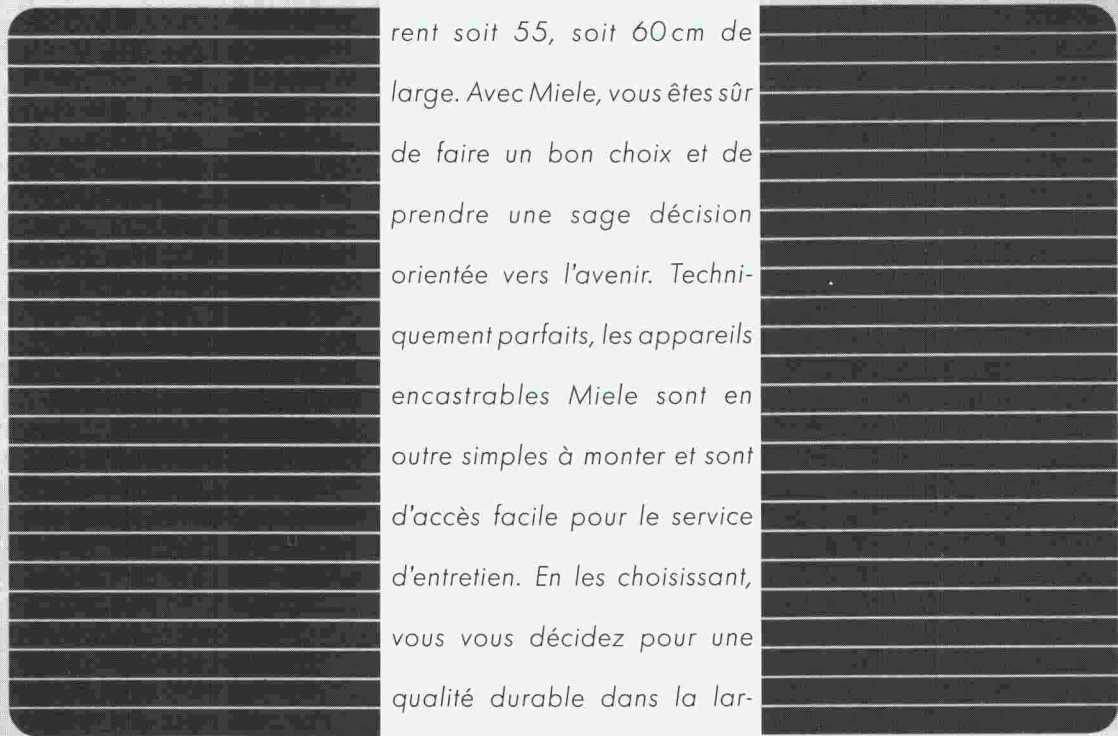 rent soit 55, soit 60 cm de
large. Avec Miele, vous êtes sûr
de faire un bon choix et de
prendre une sage décision
orientée vers l'avenir. Techni-
quement parfaits, les appareils
encastrables Miele sont en
outre simples à monter et sont
d'accès facile pour le service
d'entretien. En les choisissant,
vous vous décidez pour une
qualité durable dans la lar-